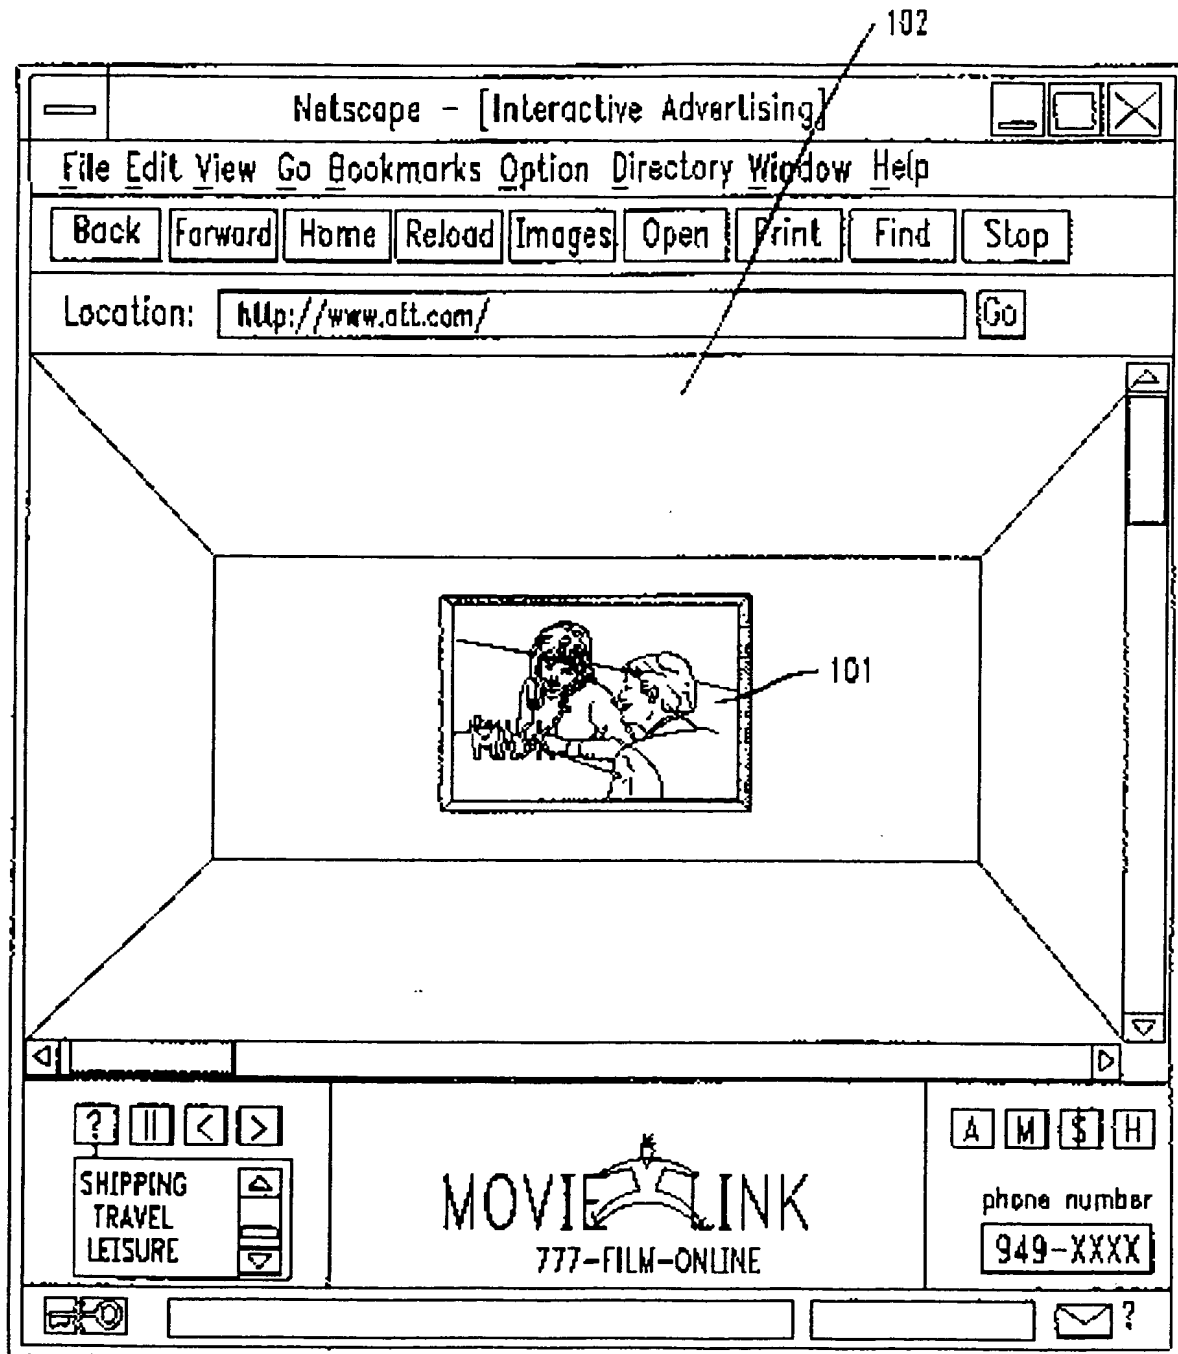 102
Netscape - [Interactive Advertising]
File Edit View Go Bookmarks Option Directory Window Help
Back Forward Home Reload Images Open Print Find Stop
Location: http://www.att.com/ Go
101
? || < > A M $ H
SHIPPING
TRAVEL
LEISURE
MOVIE LINK
777-FILM-ONLINE
phone number
949-XXXX
?